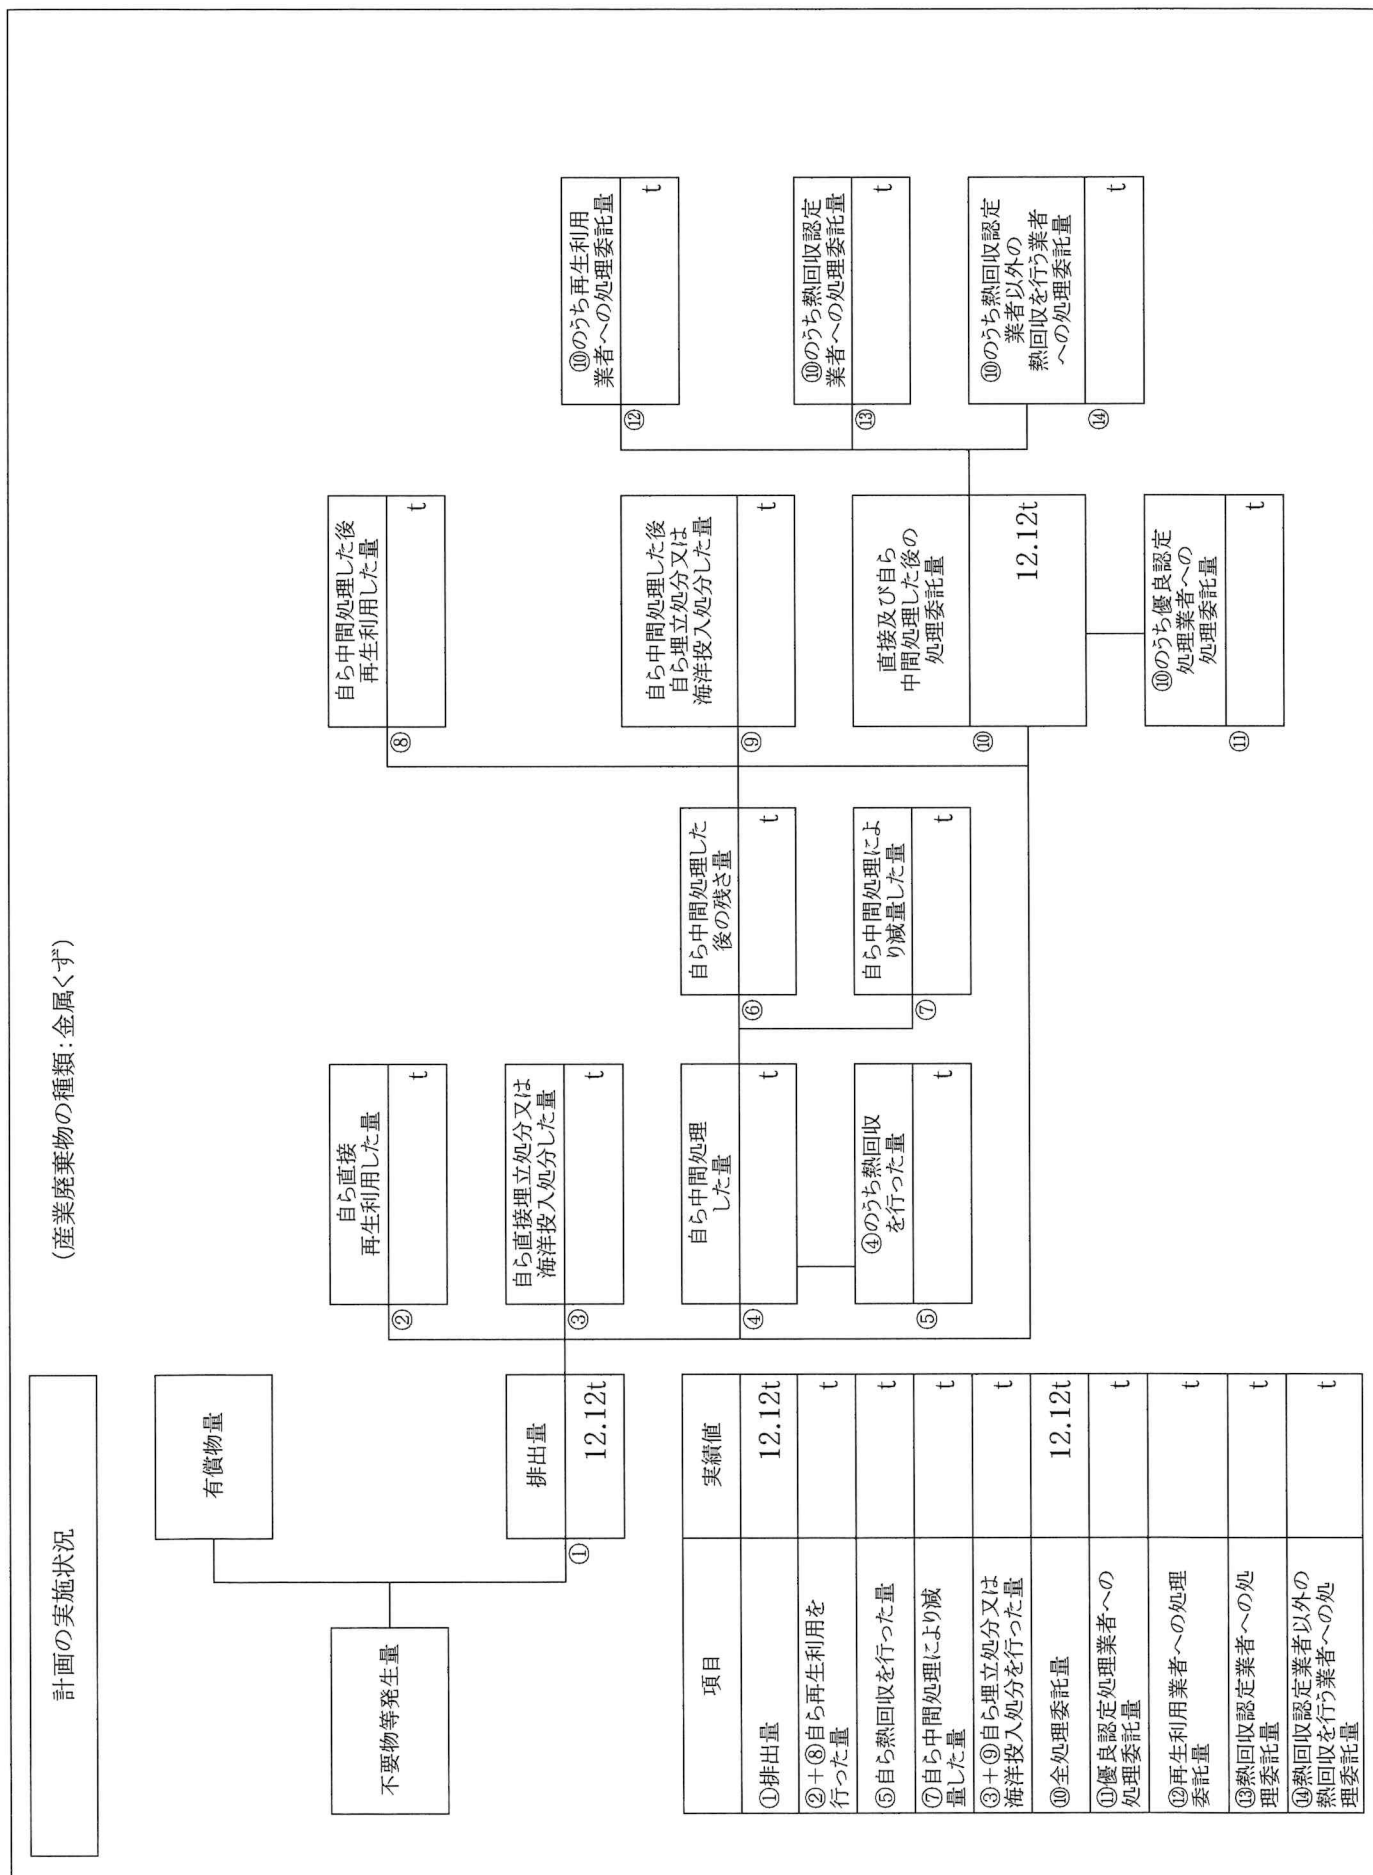 計画の実施状況
(産業廃棄物の種類:金属くず)
不要物等発生量
有償物量
①
排出量
12.12t
②
自ら直接
再生利用した量
t
③
自ら直接埋立処分又は
海洋投入処分した量
t
④
自ら中間処理
した量
t
⑤
④のうち熱回収
を行った量
t
⑥
自ら中間処理した
後の残さ量
t
⑦
自ら中間処理によ
り減量した量
t
⑧
自ら中間処理した後
再生利用した量
t
⑨
自ら中間処理した後
自ら埋立処分又は
海洋投入処分した量
t
⑩
直接及び自ら
中間処理した後の
処理委託量
12.12t
⑪
⑩のうち優良認定
処理業者への
処理委託量
t
⑫
⑩のうち再生利用
業者への処理委託量
t
⑬
⑩のうち熱回収認定
業者への処理委託量
t
⑭
⑩のうち熱回収認定
業者以外の
熱回収を行う業者
への処理委託量
t
項目 実績値
①排出量 12.12t
②+⑧自ら再生利用を
行った量 t
⑤自ら熱回収を行った量 t
⑦自ら中間処理により減
量した量 t
③+⑨自ら埋立処分又は
海洋投入処分を行った量 t
⑩全処理委託量 12.12t
⑪優良認定処理業者への
処理委託量 t
⑫再生利用業者への処理
委託量 t
⑬熱回収認定業者への処
理委託量 t
⑭熱回収認定業者以外の
熱回収を行う業者への処
理委託量 t